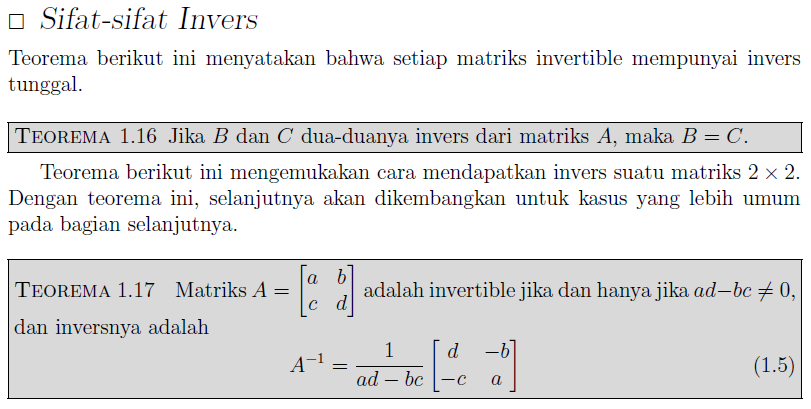 □ Sifat-sifat Invers
Teorema berikut ini menyatakan bahwa setiap matriks invertible mempunyai invers
tunggal.
TEOREMA 1.16 Jika B dan C dua-duanya invers dari matriks A, maka B = C.
Teorema berikut ini mengemukakan cara mendapatkan invers suatu matriks 2 × 2.
Dengan teorema ini, selanjutnya akan dikembangkan untuk kasus yang lebih umum
pada bagian selanjutnya.
TEOREMA 1.17 Matriks A = [a b; c d] adalah invertible jika dan hanya jika ad−bc ≠ 0,
dan inversnya adalah
A⁻¹ = 1/(ad − bc) [d −b; −c a] (1.5)